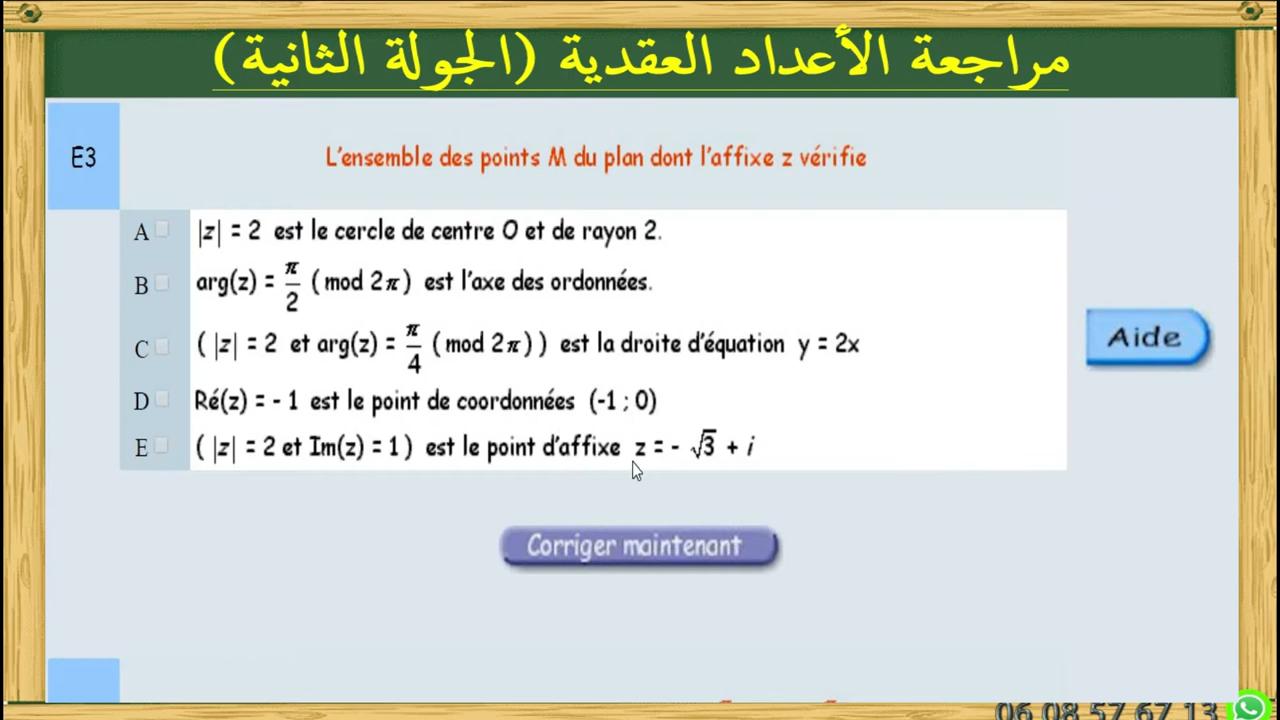 مراجعة الأعداد العقدية (الجولة الثانية)
E3
L'ensemble des points M du plan dont l'affixe z vérifie
A |z| = 2 est le cercle de centre O et de rayon 2.
B arg(z) = π/2 (mod 2π) est l'axe des ordonnées.
C ( |z| = 2 et arg(z) = π/4 (mod 2π) ) est la droite d'équation y = 2x
D Ré(z) = - 1 est le point de coordonnées (-1 ; 0)
E ( |z| = 2 et Im(z) = 1 ) est le point d'affixe z = - √3 + i
Aide
Corriger maintenant
06 08 57 67 13